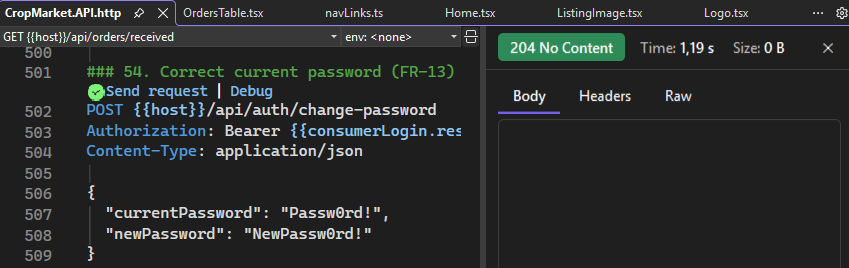 CropMarket.API.http OrdersTable.tsx navLinks.ts Home.tsx ListingImage.tsx Logo.tsx ...
GET {{host}}/api/orders/received env: <none>
204 No Content Time: 1,19 s Size: 0 B
Body Headers Raw
500
501 ### 54. Correct current password (FR-13)
Send request | Debug
502 POST {{host}}/api/auth/change-password
503 Authorization: Bearer {{consumerLogin.res
504 Content-Type: application/json
505
506 {
507 "currentPassword": "Passw0rd!",
508 "newPassword": "NewPassw0rd!"
509 }